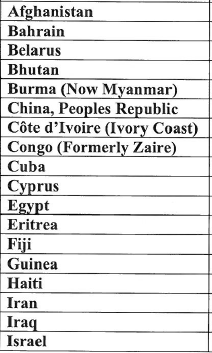 Afghanistan
Bahrain
Belarus
Bhutan
Burma (Now Myanmar)
China, Peoples Republic
Côte d’Ivoire (Ivory Coast)
Congo (Formerly Zaire)
Cuba
Cyprus
Egypt
Eritrea
Fiji
Guinea
Haiti
Iran
Iraq
Israel